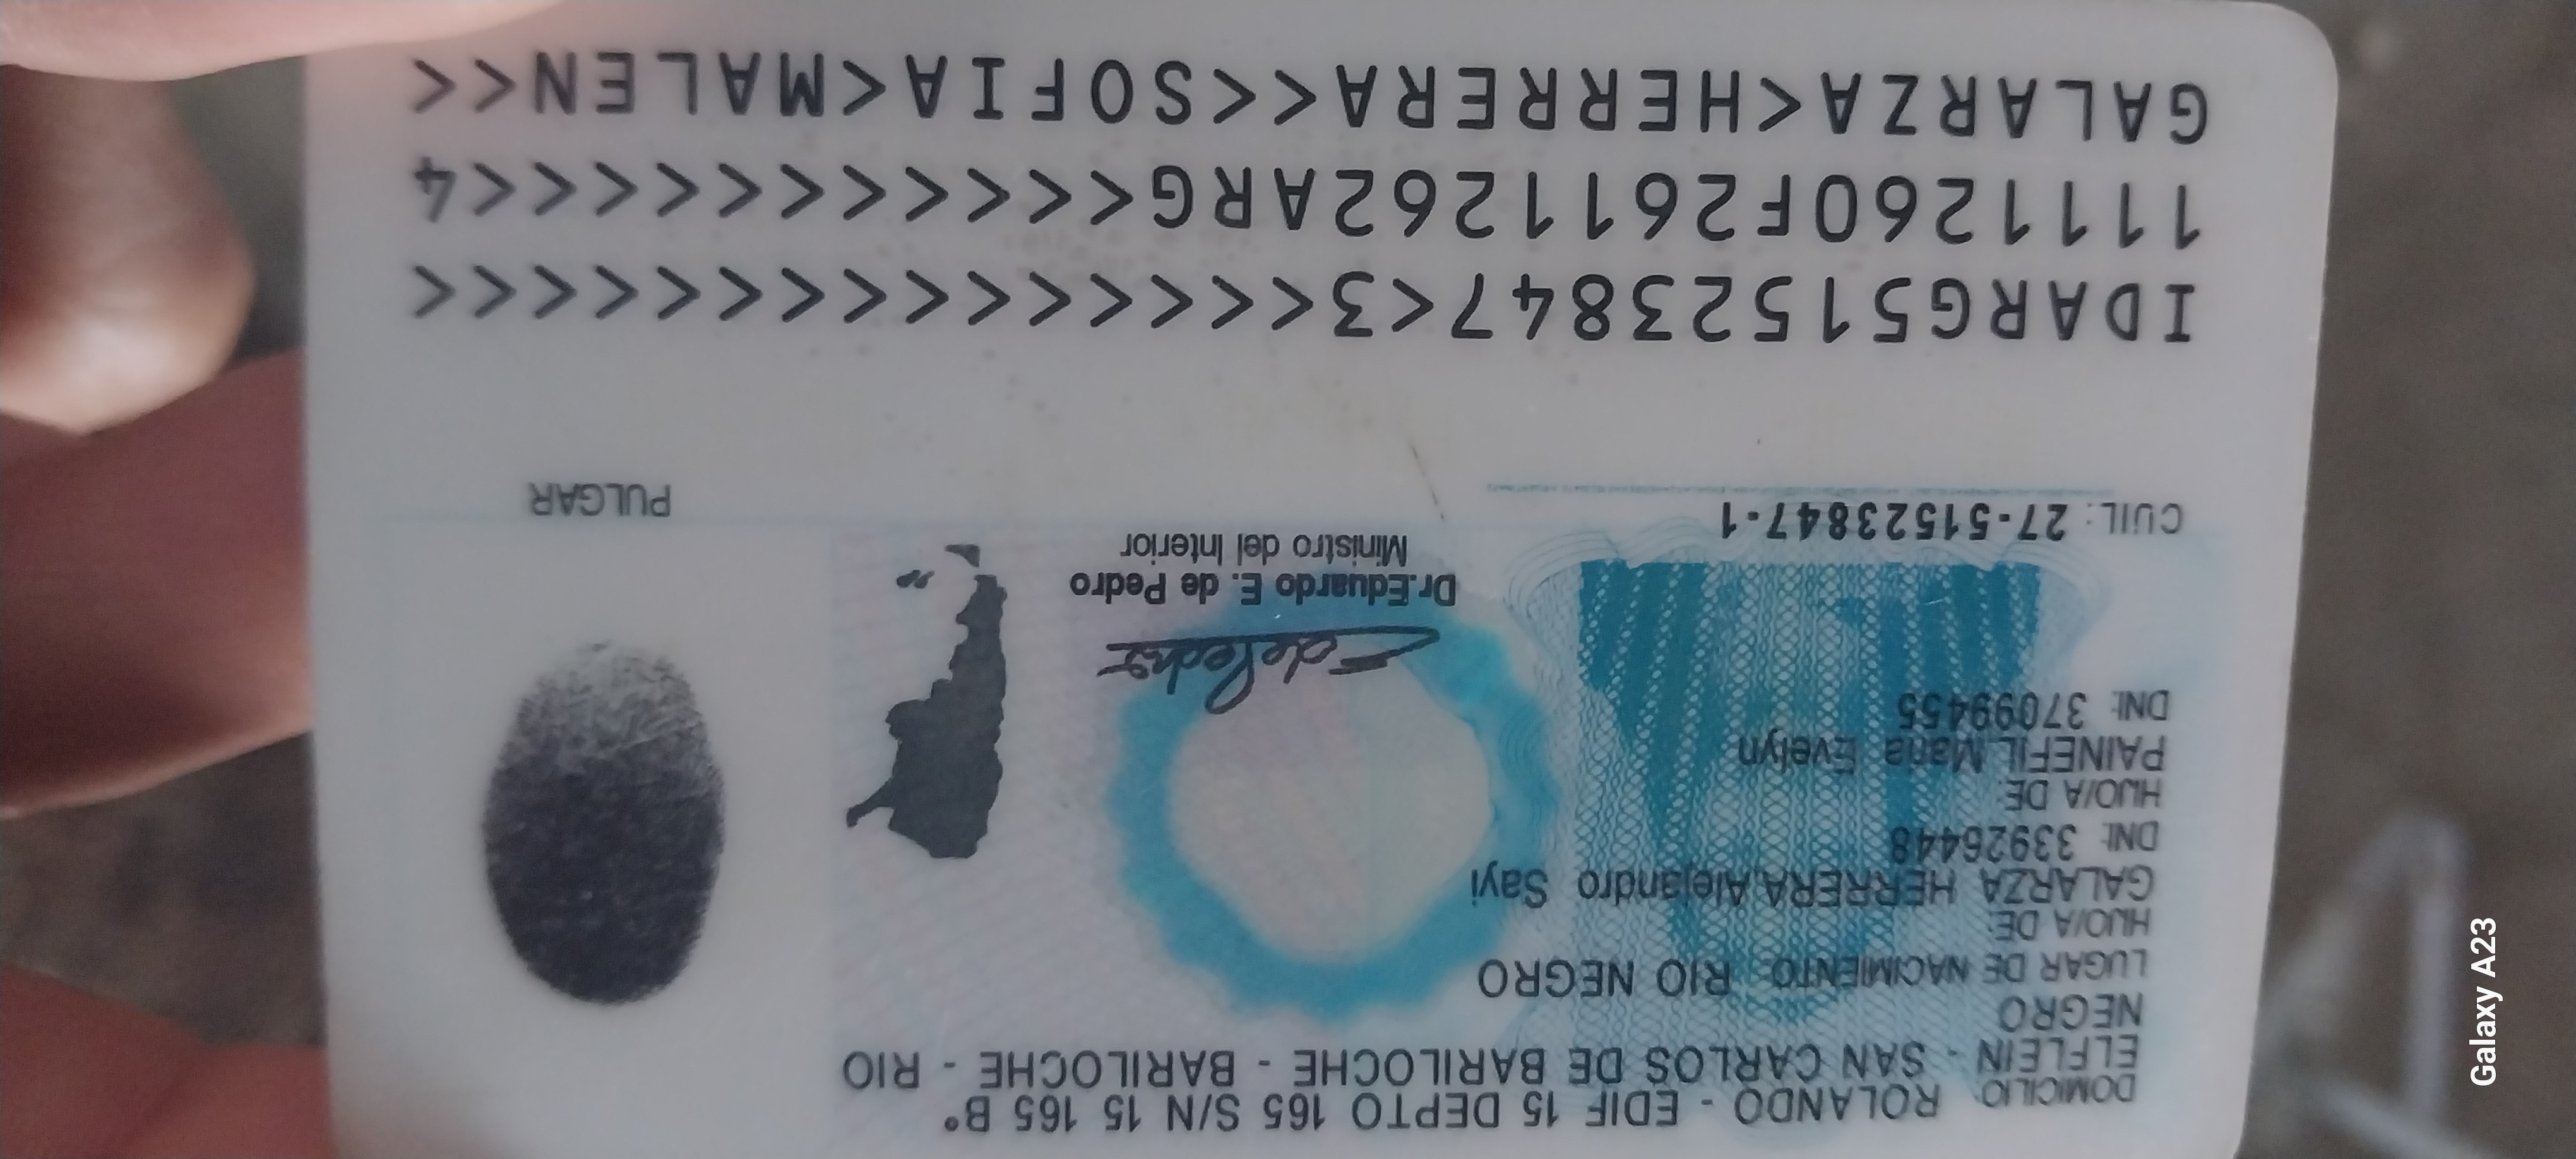 DOMICILIO ROLANDO - EDIF 15 DEPTO 165 S/N 15 165 B°
ELFLEIN - SAN CARLOS DE BARILOCHE - BARILOCHE - RIO
NEGRO
LUGAR DE NACIMIENTO: RIO NEGRO
HIJO/A DE:
GALARZA HERRERA Alejandro Sayi
DNI: 33926448
HIJO/A DE
PAINEFIL Maria Evelyn
DNI: 37099455
Dr.Eduardo E. de Pedro
Ministro del Interior
PULGAR
CUIL: 27-51523847-1
IDARG51523847<3<<<<<<<<<<<<<<<
1111260F2611262ARG<<<<<<<<<<<4
GALARZA<HERRERA<<SOFIA<MALEN<<
Galaxy A23